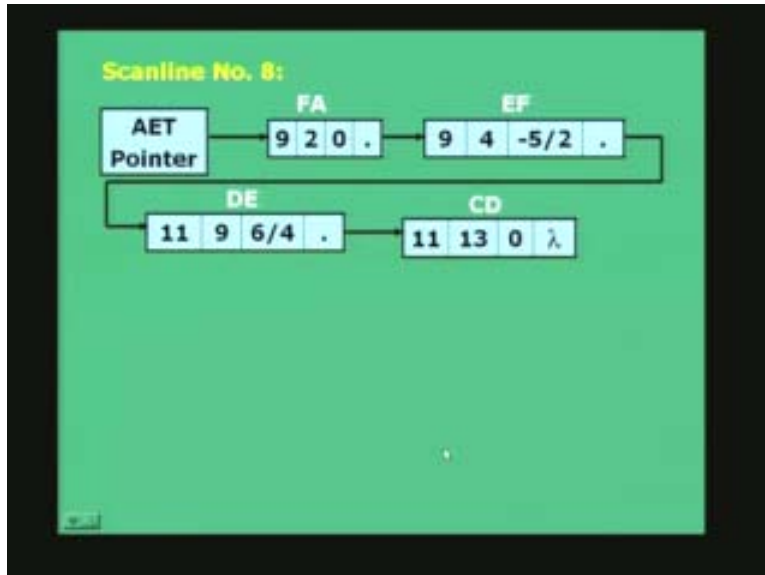 Scanline No. 8:
FA EF
AET Pointer
9 2 0 .
9 4 -5/2 .
DE CD
11 9 6/4 .
11 13 0 λ